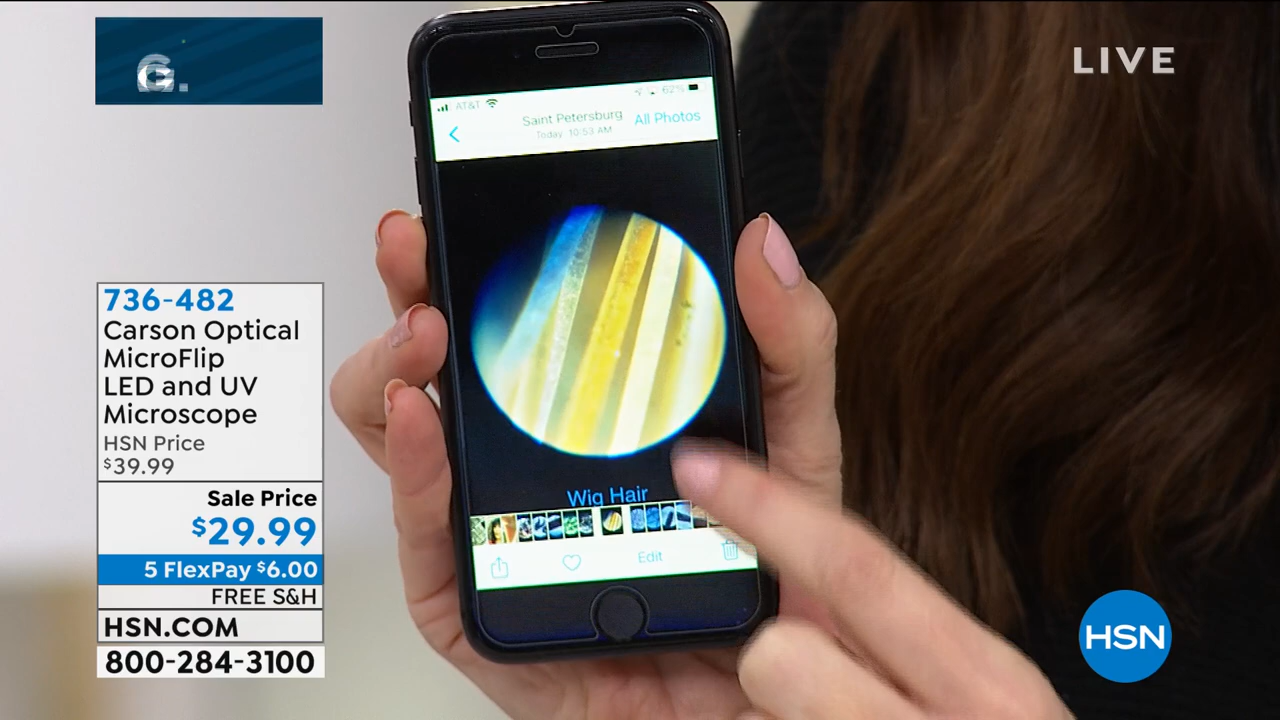 G.
LIVE
AT&T
62%
Saint Petersburg
Today 10:53 AM
All Photos
Wig Hair
Edit
736-482
Carson Optical
MicroFlip
LED and UV
Microscope
HSN Price
$39.99
Sale Price
$29.99
5 FlexPay $6.00
FREE S&H
HSN.COM
800-284-3100
HSN